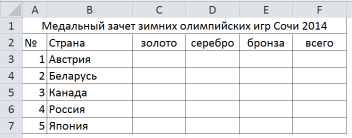 A B C D E F
1 Медальный зачет зимних олимпийских игр Сочи 2014
2 № Страна золото серебро бронза всего
3 1 Австрия
4 2 Беларусь
5 3 Канада
6 4 Россия
7 5 Япония